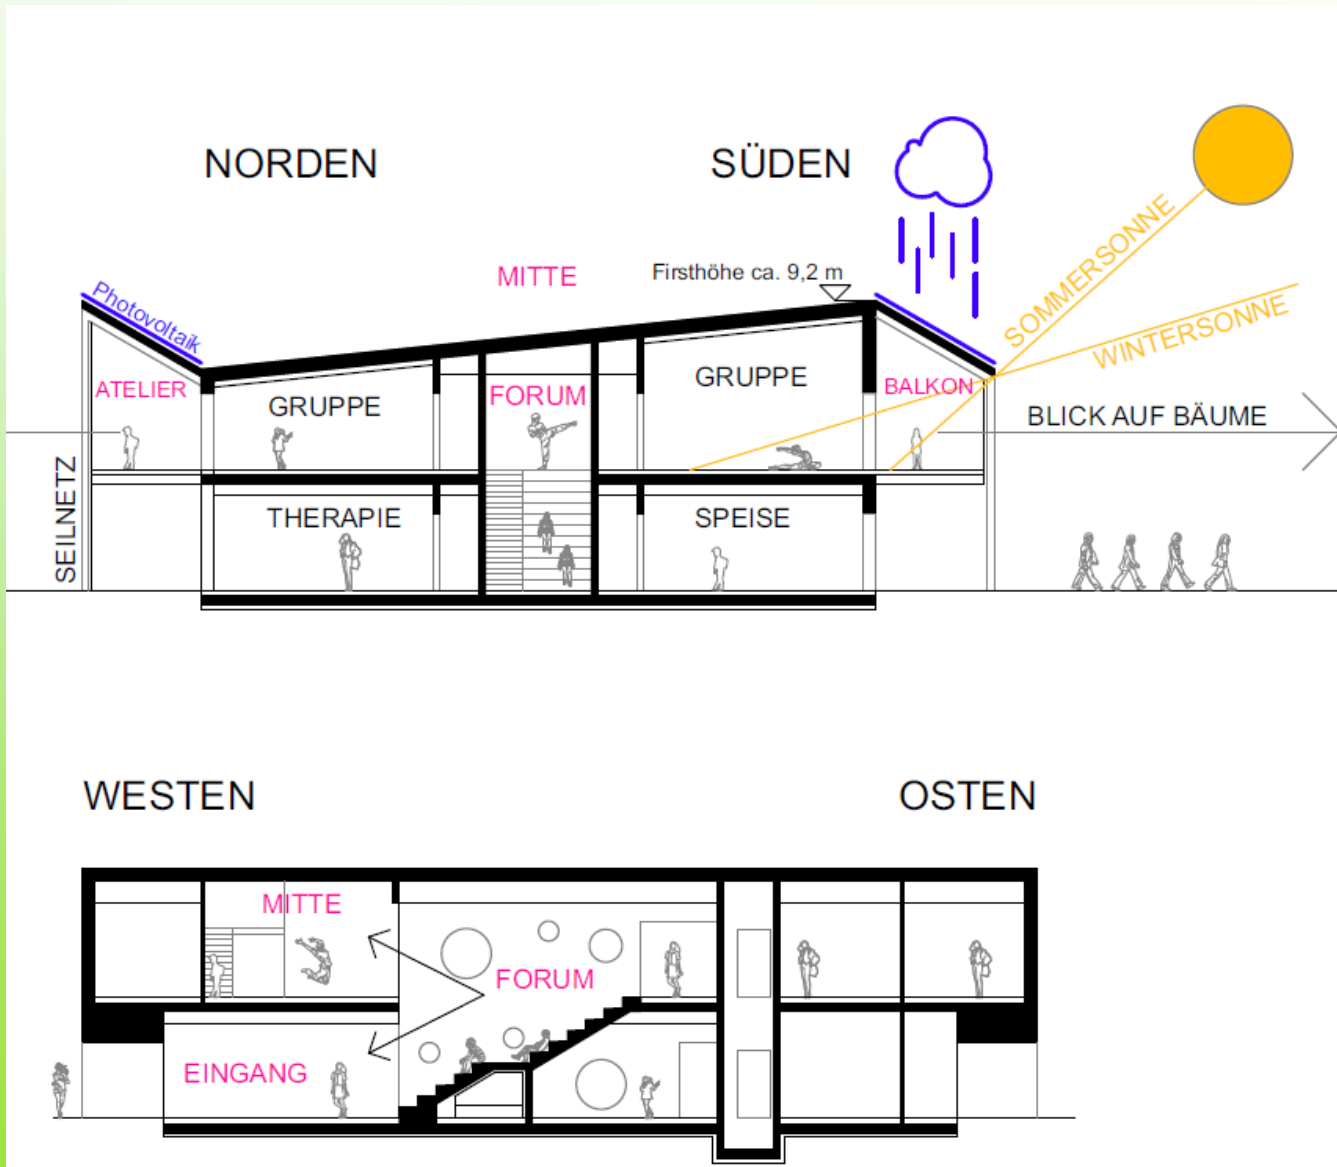 NORDEN
SÜDEN
MITTE
Firsthöhe ca. 9,2 m
Photovoltaik
SOMMERSONNE
WINTERSONNE
ATELIER
GRUPPE
FORUM
GRUPPE
BALKON
BLICK AUF BÄUME
SEILNETZ
THERAPIE
SPEISE
WESTEN
OSTEN
MITTE
FORUM
EINGANG